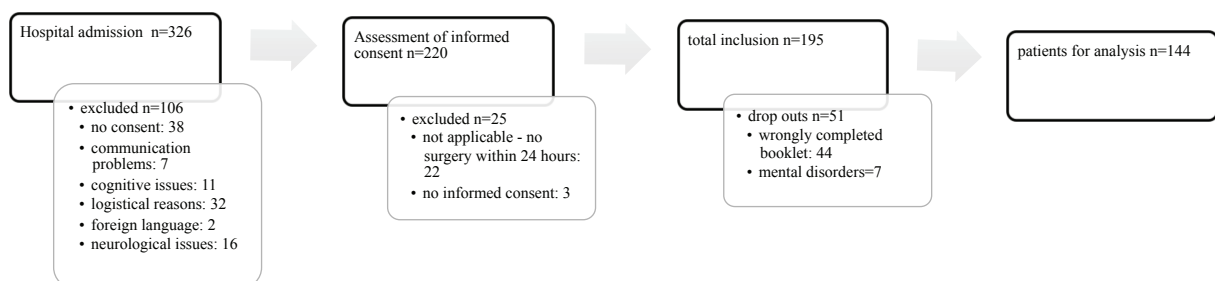 Hospital admission n=326
• excluded n=106
• no consent: 38
• communication
problems: 7
• cognitive issues: 11
• logistical reasons: 32
• foreign language: 2
• neurological issues: 16
Assessment of informed
consent n=220
• excluded n=25
• not applicable - no
surgery within 24 hours:
22
• no informed consent: 3
total inclusion n=195
• drop outs n=51
• wrongly completed
booklet: 44
• mental disorders=7
patients for analysis n=144